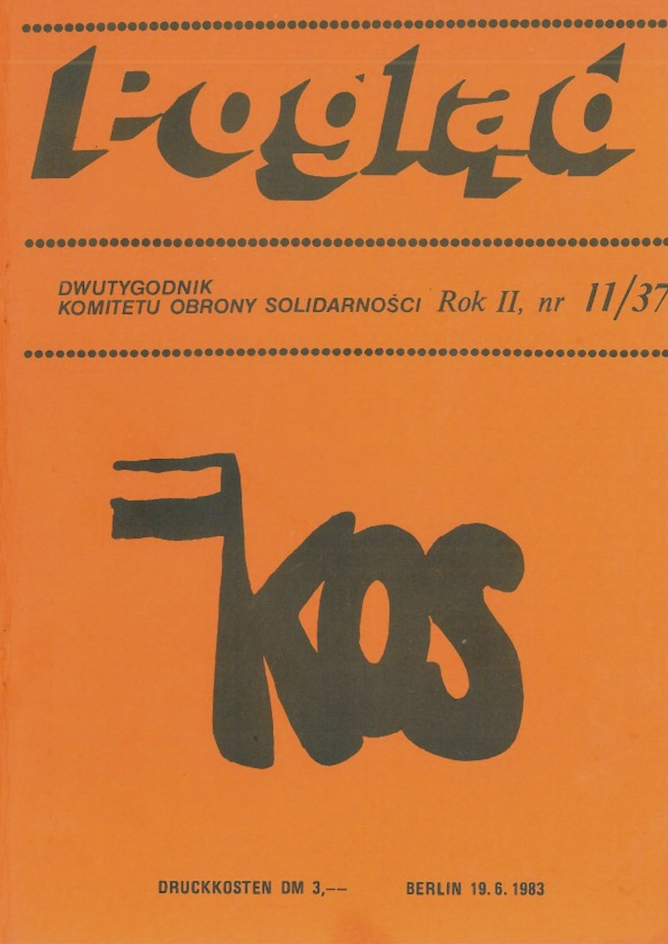 Pogląd
DWUTYGODNIK
KOMITETU OBRONY SOLIDARNOŚCI Rok II, nr 11/37
KOS
DRUCKKOSTEN DM 3,-- BERLIN 19.6.1983